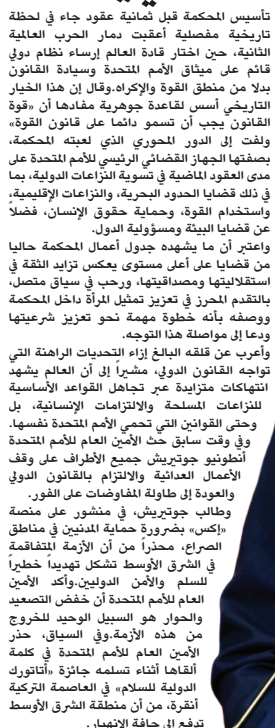 تأسيس المحكمة قبل ثمانية عقود جاء في لحظة
تاريخية مفصلية أعقبت دمار الحرب العالمية
الثانية، حين اختار قادة العالم إرساء نظام دولي
قائم على ميثاق الأمم المتحدة وسيادة القانون
بدلا من منطق القوة والإكراه.وقال إن هذا الخيار
التاريخي أسس لقاعدة جوهرية مفادها أن «قوة
القانون يجب أن تسمو دائما على قانون القوة»
ولفت إلى الدور المحوري الذي لعبته المحكمة،
بصفتها الجهاز القضائي الرئيسي للأمم المتحدة على
مدى العقود الماضية في تسوية النزاعات الدولية، بما
في ذلك قضايا الحدود البحرية، والنزاعات الإقليمية،
واستخدام القوة، وحماية حقوق الإنسان، فضلاً
عن قضايا البيئة ومسؤولية الدول.
واعتبر أن ما يشهده جدول أعمال المحكمة حاليا
من قضايا على أعلى مستوى يعكس تزايد الثقة في
استقلاليتها ومصداقيتها، ورحب في سياق متصل،
بالتقدم المحرز في تعزيز تمثيل المرأة داخل المحكمة
ووصفه بأنه خطوة مهمة نحو تعزيز شرعيتها
ودعا إلى مواصلة هذا التوجه.
وأعرب عن قلقه البالغ إزاء التحديات الراهنة التي
تواجه القانون الدولي، مشيراً إلى أن العالم يشهد
انتهاكات متزايدة عبر تجاهل القواعد الأساسية
للنزاعات المسلحة والالتزامات الإنسانية، بل
وحتى القوانين التي تحمي الأمم المتحدة نفسها.
وفي وقت سابق حث الأمين العام للأمم المتحدة
أنطونيو جوتيريش جميع الأطراف على وقف
الأعمال العدائية والالتزام بالقانون الدولي
والعودة إلى طاولة المفاوضات على الفور.
وطالب جوتيريش، في منشور على منصة
«إكس» بضرورة حماية المدنيين في مناطق
الصراع، محذراً من أن الأزمة المتفاقمة
في الشرق الأوسط تشكل تهديداً خطيراً
للسلم والأمن الدوليين.وأكد الأمين
العام للأمم المتحدة أن خفض التصعيد
والحوار هو السبيل الوحيد للخروج
من هذه الأزمة.وفي السياق، حذر
الأمين العام للأمم المتحدة في كلمة
ألقاها أثناء تسلمه جائزة «أتاتورك
الدولية للسلام» في العاصمة التركية
أنقرة، من أن منطقة الشرق الأوسط
تدفع إلى حافة الانهيار.